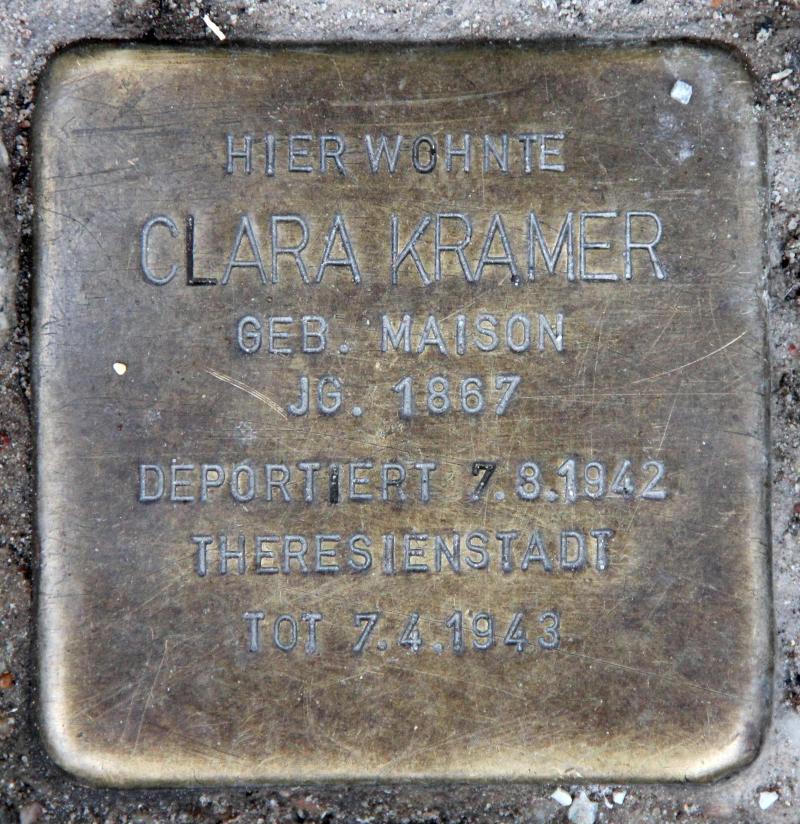 HIER WOHNTE
CLARA KRAMER
GEB. MAISON
JG. 1867
DEPORTIERT 7.8.1942
THERESIENSTADT
TOT 7.4.1943